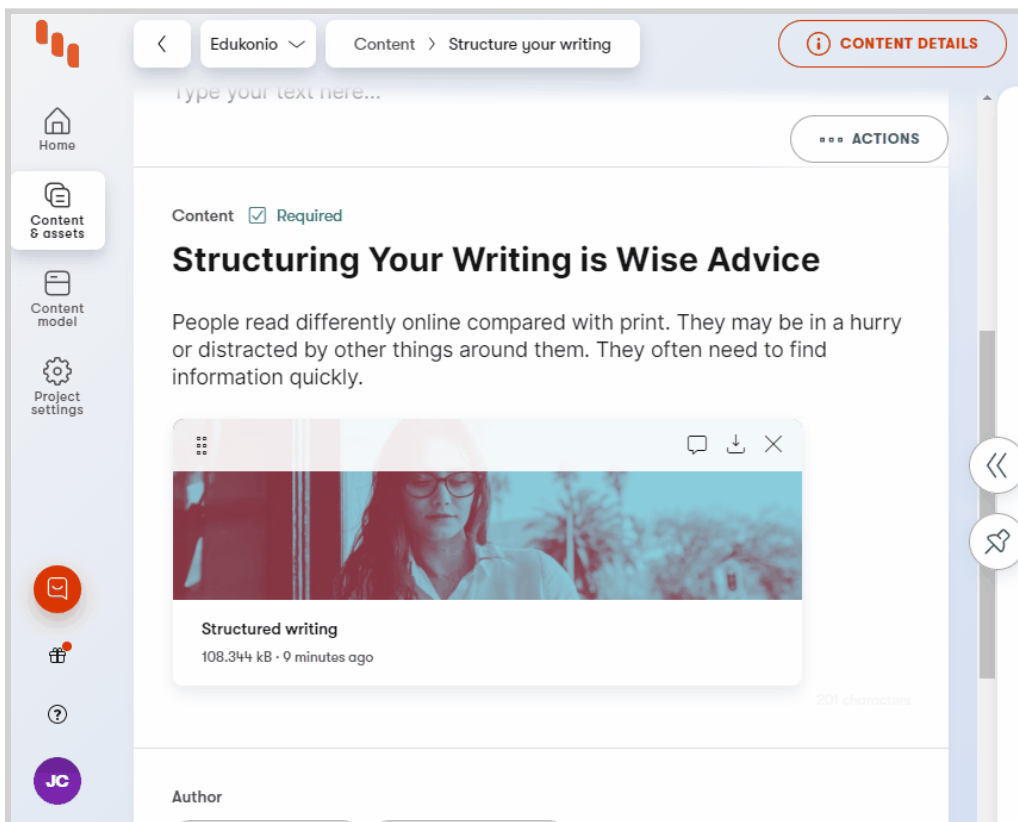 Edukonio
Content > Structure your writing
CONTENT DETAILS
Type your text here...
ACTIONS
Home
Content
& assets
Content
model
Project
settings
Content Required
Structuring Your Writing is Wise Advice
People read differently online compared with print. They may be in a hurry
or distracted by other things around them. They often need to find
information quickly.
Structured writing
108.344 kB · 9 minutes ago
201 characters
JC
Author